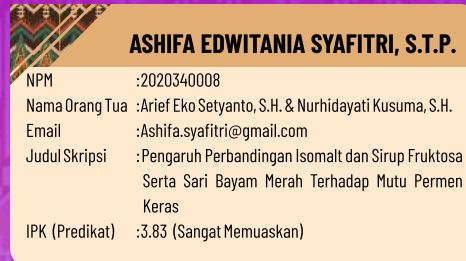 ASHIFA EDWITANIA SYAFITRI, S.T.P.
NPM :2020340008
Nama Orang Tua :Arief Eko Setyanto, S.H. & Nurhidayati Kusuma, S.H.
Email :Ashifa.syafitri@gmail.com
Judul Skripsi :Pengaruh Perbandingan Isomalt dan Sirup Fruktosa
Serta Sari Bayam Merah Terhadap Mutu Permen
Keras
IPK (Predikat) :3.83 (Sangat Memuaskan)